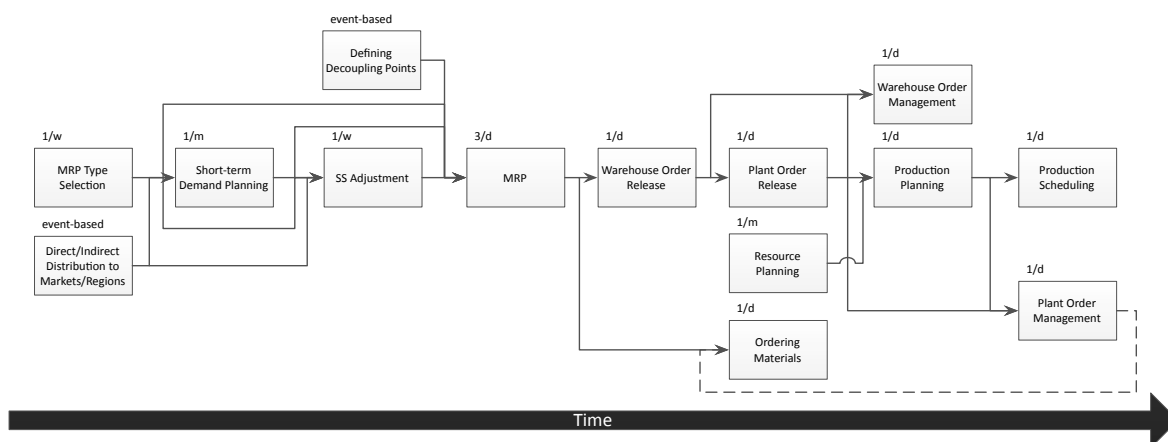 event-based
Defining
Decoupling Points
1/d
Warehouse Order
Management
1/w
MRP Type
Selection
1/m
Short-term
Demand Planning
1/w
SS Adjustment
3/d
MRP
1/d
Warehouse Order
Release
1/d
Plant Order
Release
1/d
Production
Planning
1/d
Production
Scheduling
event-based
Direct/Indirect
Distribution to
Markets/Regions
1/m
Resource
Planning
1/d
Plant Order
Management
1/d
Ordering
Materials
Time